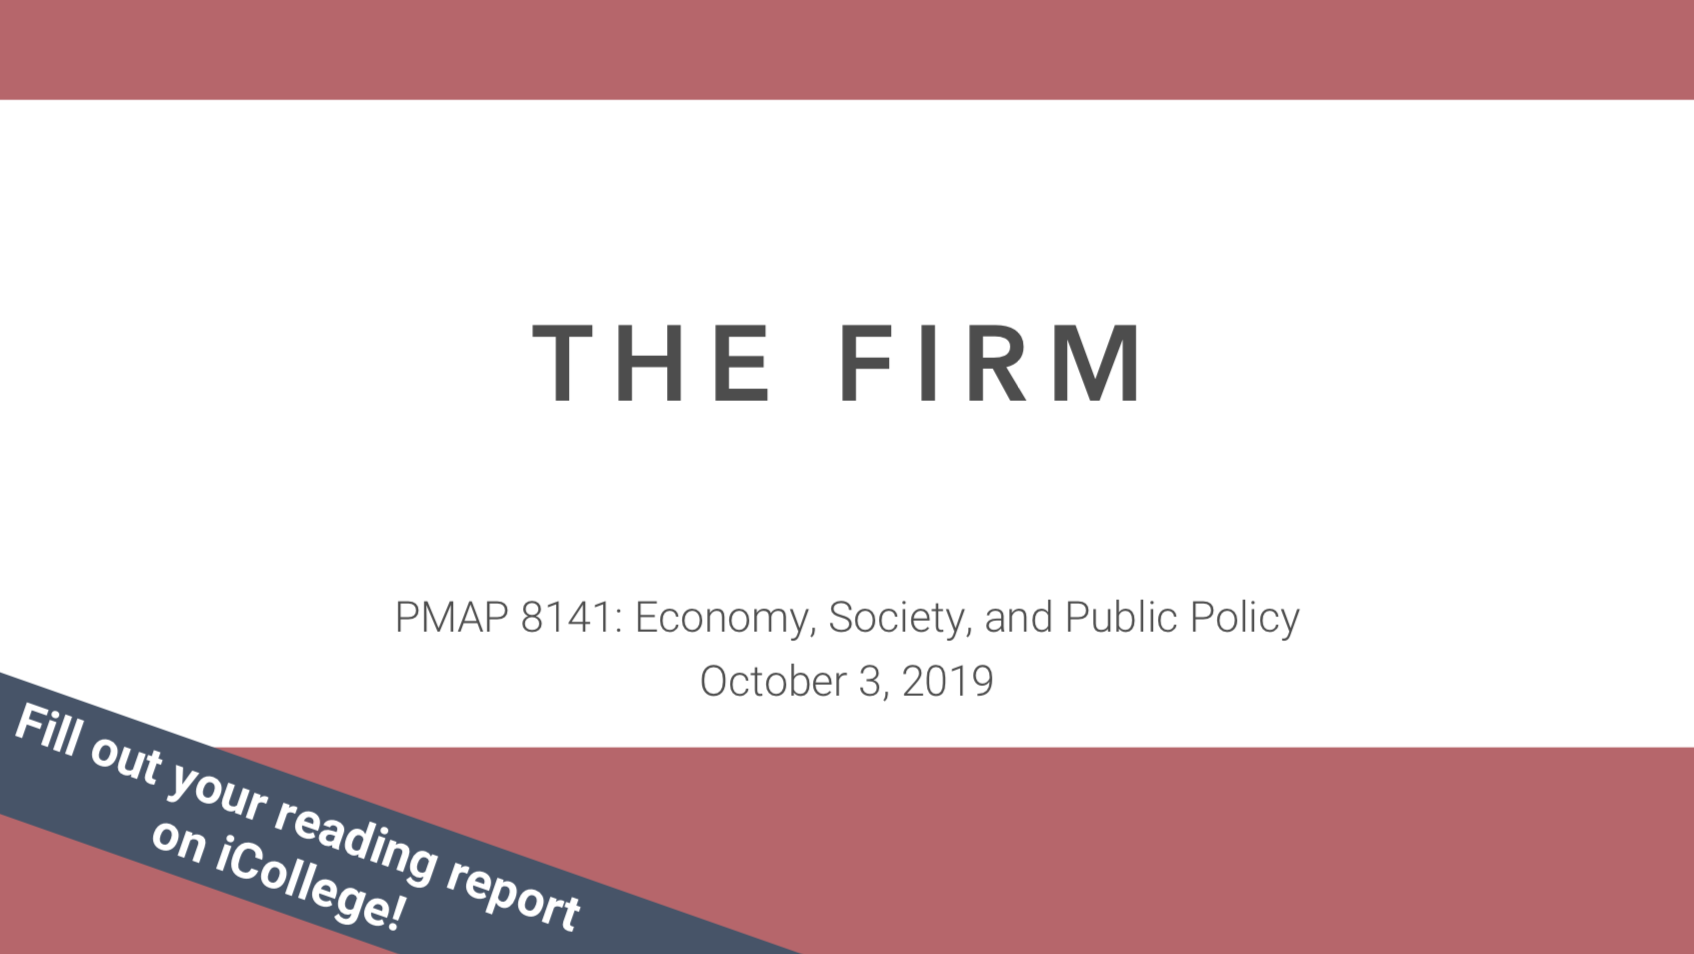 THE FIRM
PMAP 8141: Economy, Society, and Public Policy
October 3, 2019
Fill out your reading report
on iCollege!